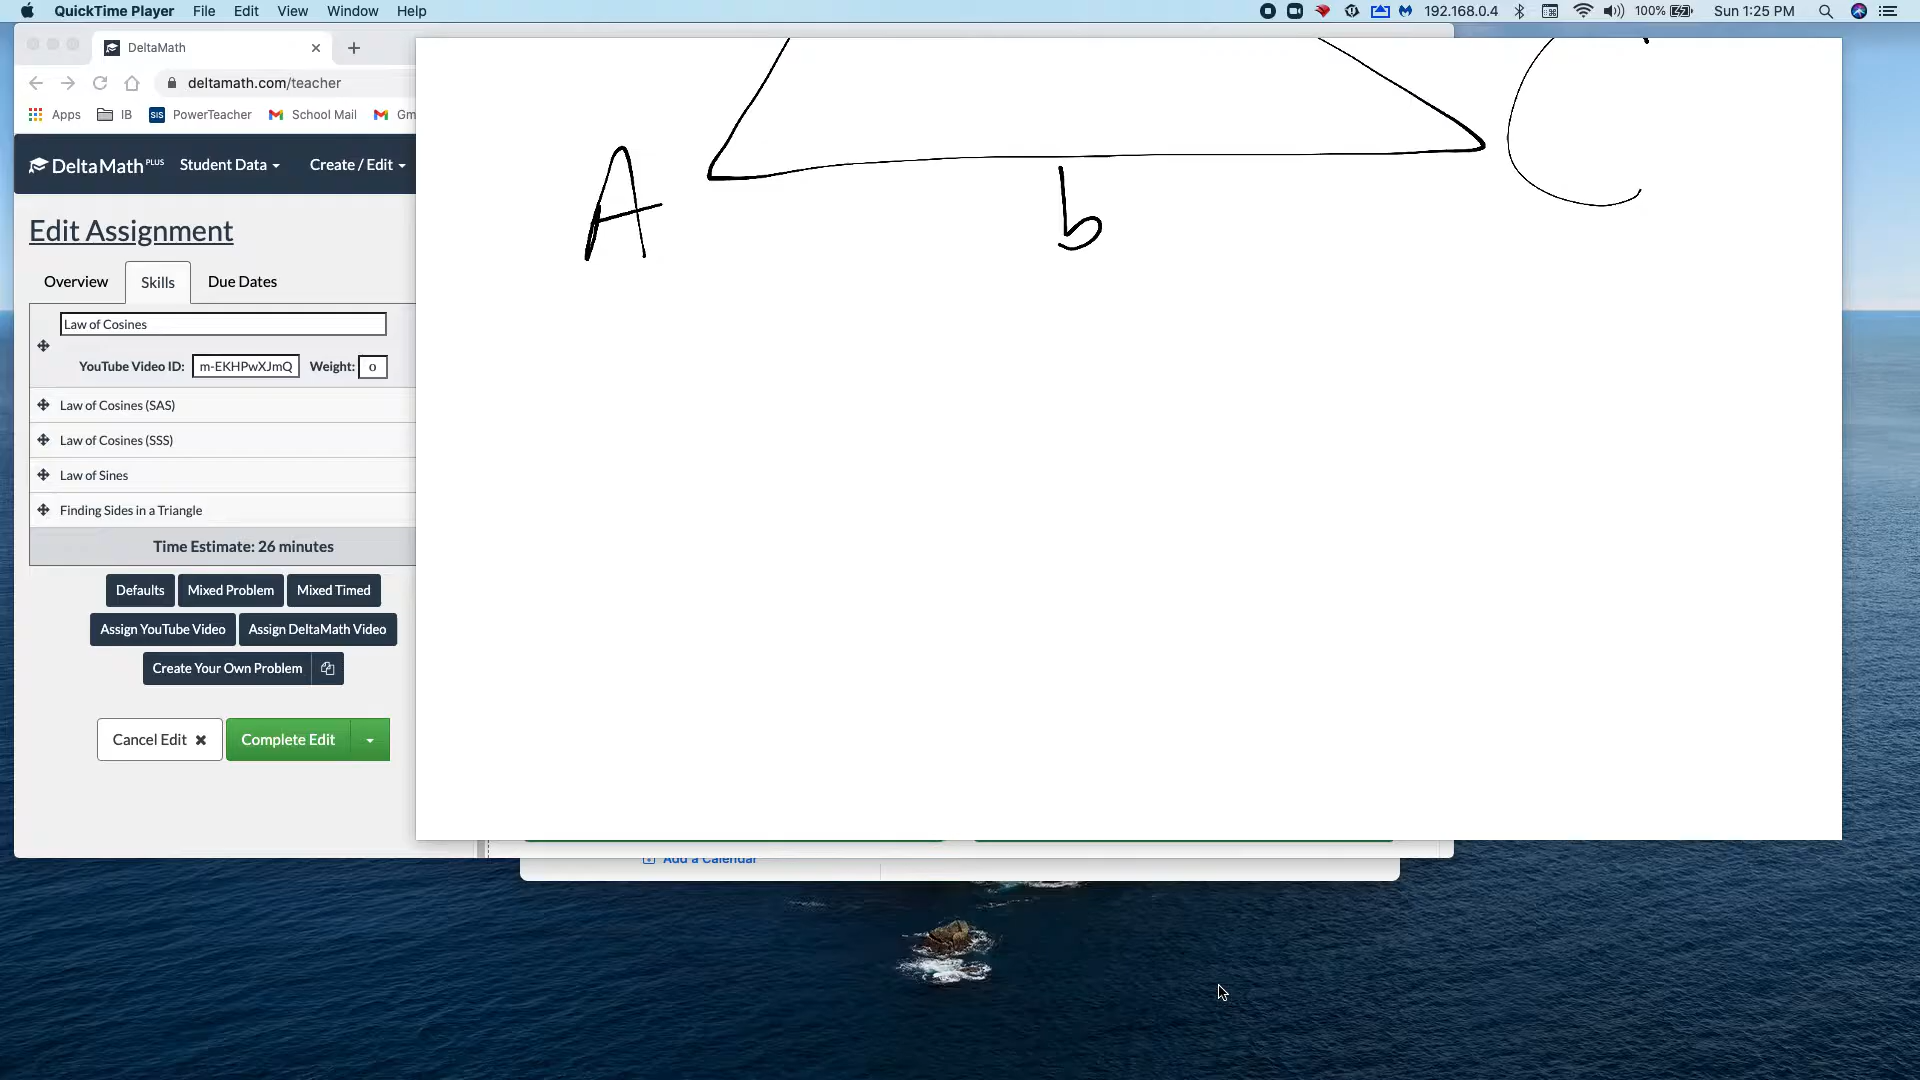 QuickTime Player File Edit View Window Help 192.168.0.4 100% Sun 1:25 PM
DeltaMath
deltamath.com/teacher
Apps IB SIS PowerTeacher School Mail Gm
DeltaMath PLUS Student Data Create / Edit
Edit Assignment
Overview Skills Due Dates
Law of Cosines
YouTube Video ID: m-EKHPwXJmQ Weight: 0
Law of Cosines (SAS)
Law of Cosines (SSS)
Law of Sines
Finding Sides in a Triangle
Time Estimate: 26 minutes
Defaults Mixed Problem Mixed Timed
Assign YouTube Video Assign DeltaMath Video
Create Your Own Problem
Cancel Edit Complete Edit
A b C
Add a Calendar